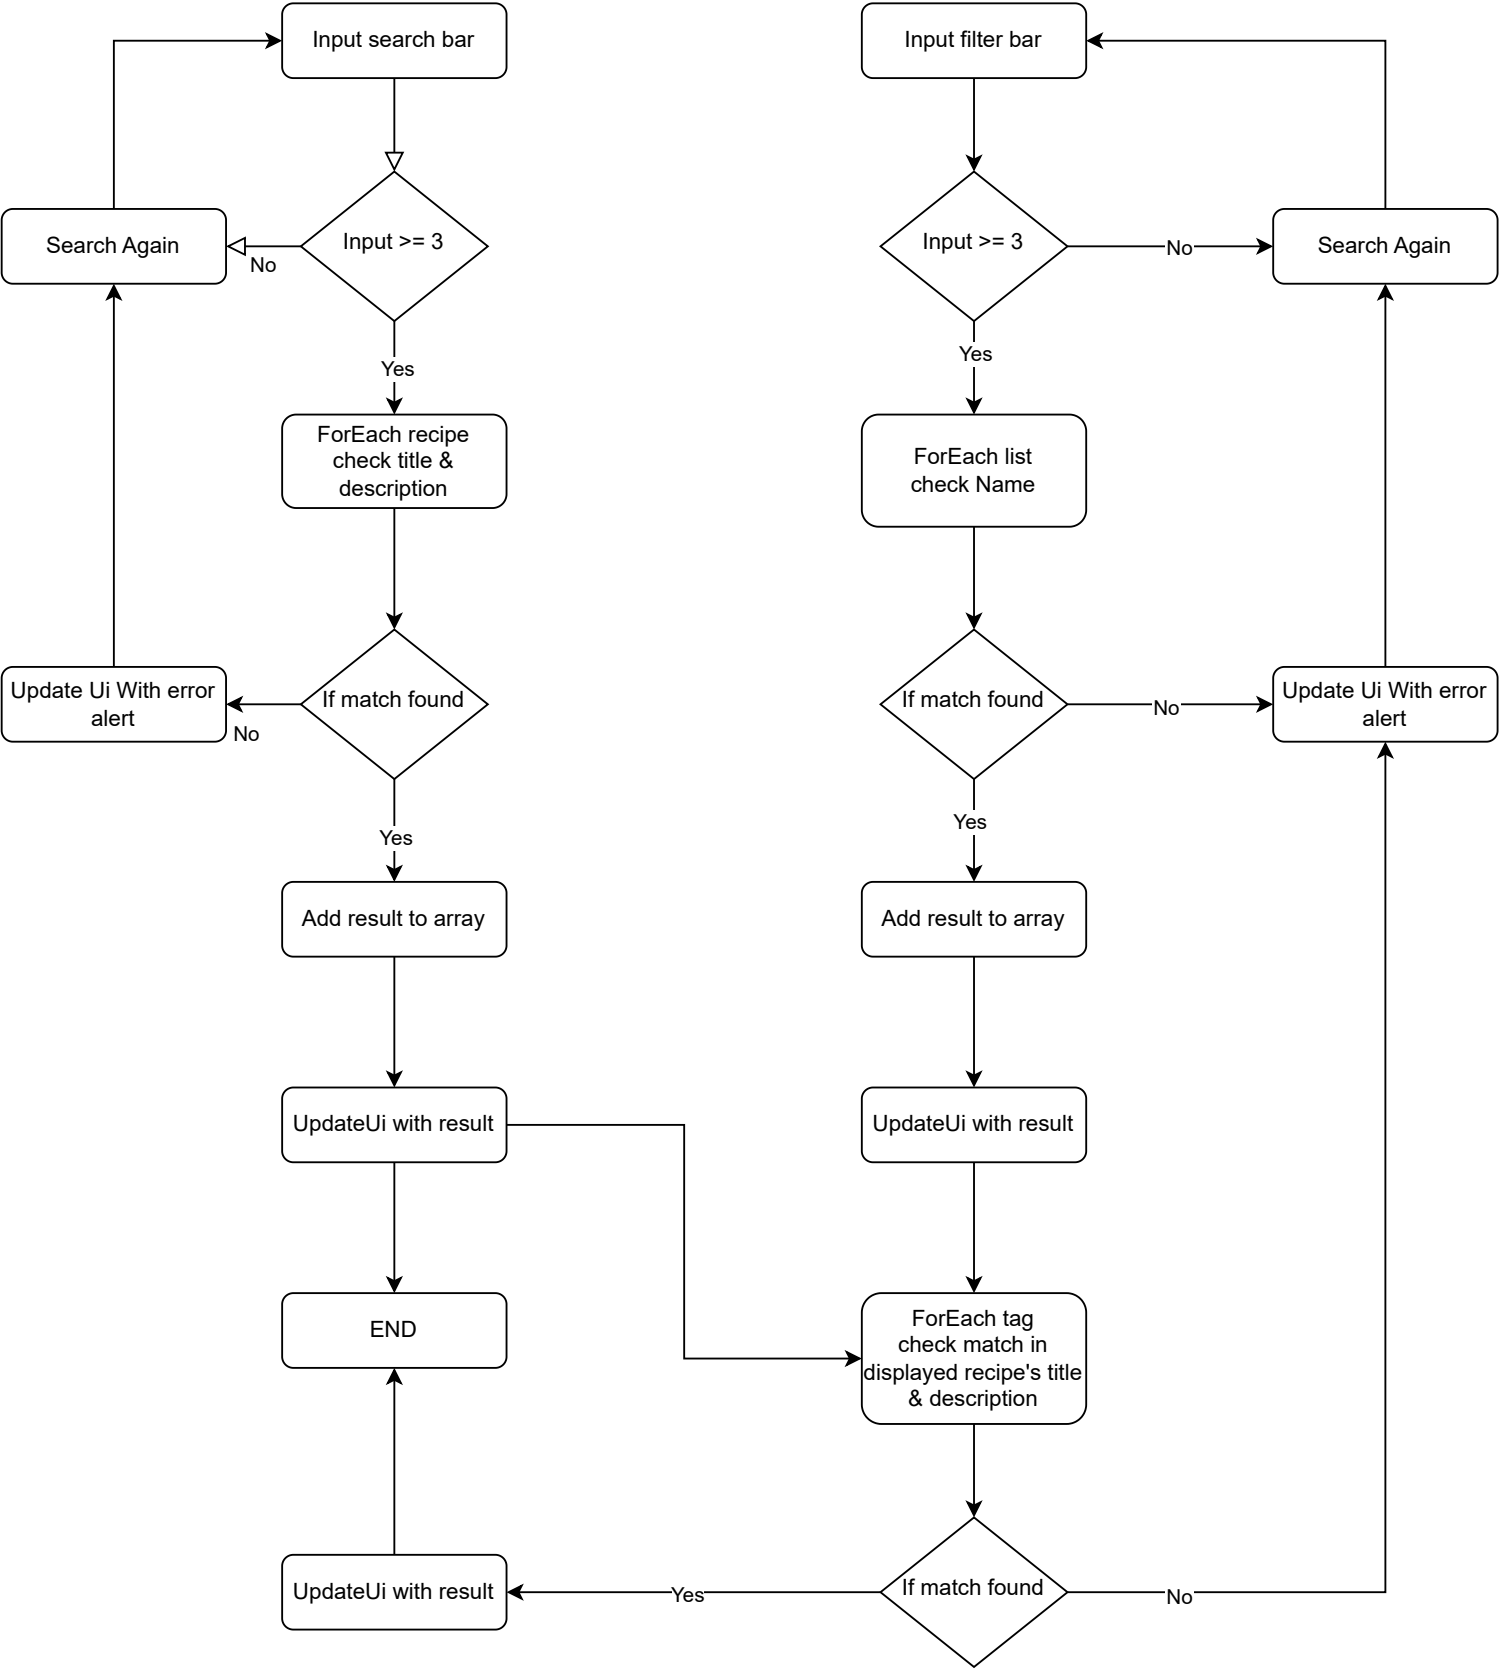 Input search bar
Input filter bar
Search Again
No
Input >= 3
Input >= 3
No
Search Again
Yes
Yes
ForEach recipe
check title &
description
ForEach list
check Name
Update Ui With error
alert
No
If match found
If match found
No
Update Ui With error
alert
Yes
Yes
Add result to array
Add result to array
UpdateUi with result
UpdateUi with result
END
ForEach tag
check match in
displayed recipe's title
& description
UpdateUi with result
Yes
If match found
No